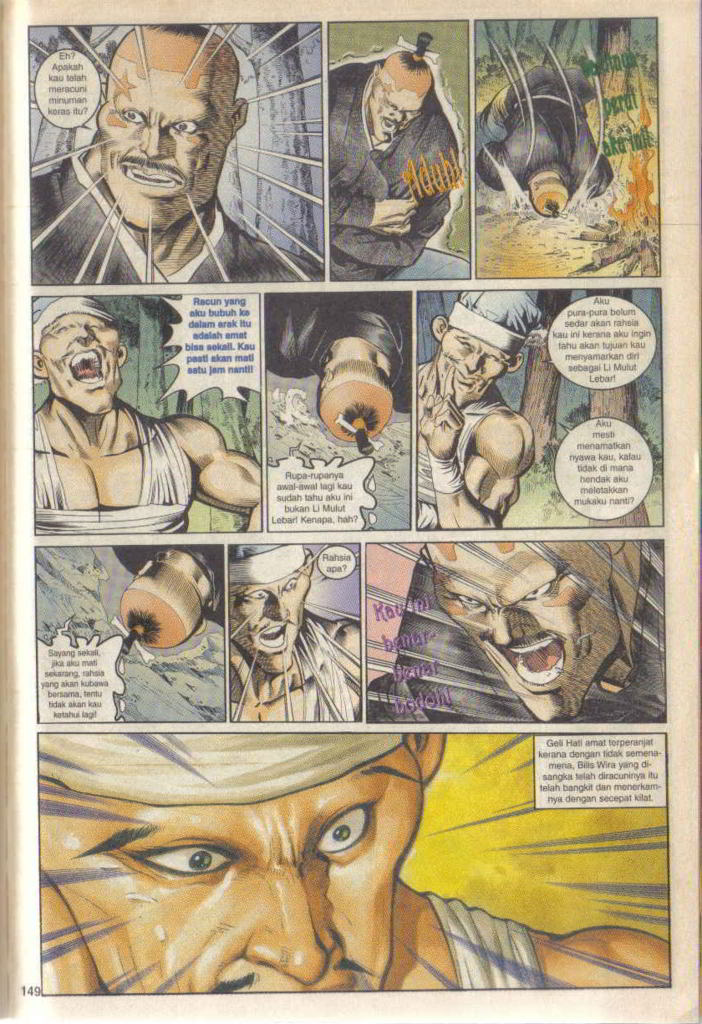 Eh?
Apakah
kau telah
meracuni
minuman
keras itu?
Aduh!
perut
aku ini!
Racun yang
aku bubuh ke
dalam arak itu
adalah amat
bisa sekali. Kau
pasti akan mati
satu jam nanti!
Rupa-rupanya
awal-awal lagi kau
sudah tahu aku ini
bukan Li Mulut
Lebar! Kenapa, hah?
Aku
pura-pura belum
sedar akan rahsia
kau ini kerana aku ingin
tahu akan tujuan kau
menyamarkan diri
sebagai Li Mulut
Lebar!
Aku
mesti
menamatkan
nyawa kau, kalau
tidak di mana
hendak aku
meletakkan
mukaku nanti?
Sayang sekali,
jika aku mati
sekarang, rahsia
yang akan kubawa
bersama, tentu
tidak akan kau
ketahui lagi!
Rahsia
apa?
Kau ini
benar-
benar
bodoh!
Geli Hati amat terperanjat
kerana dengan tidak semena-
mena, Bilis Wira yang di-
sangka telah diracuninya itu
telah bangkit dan menerkam-
nya dengan secepat kilat.
149